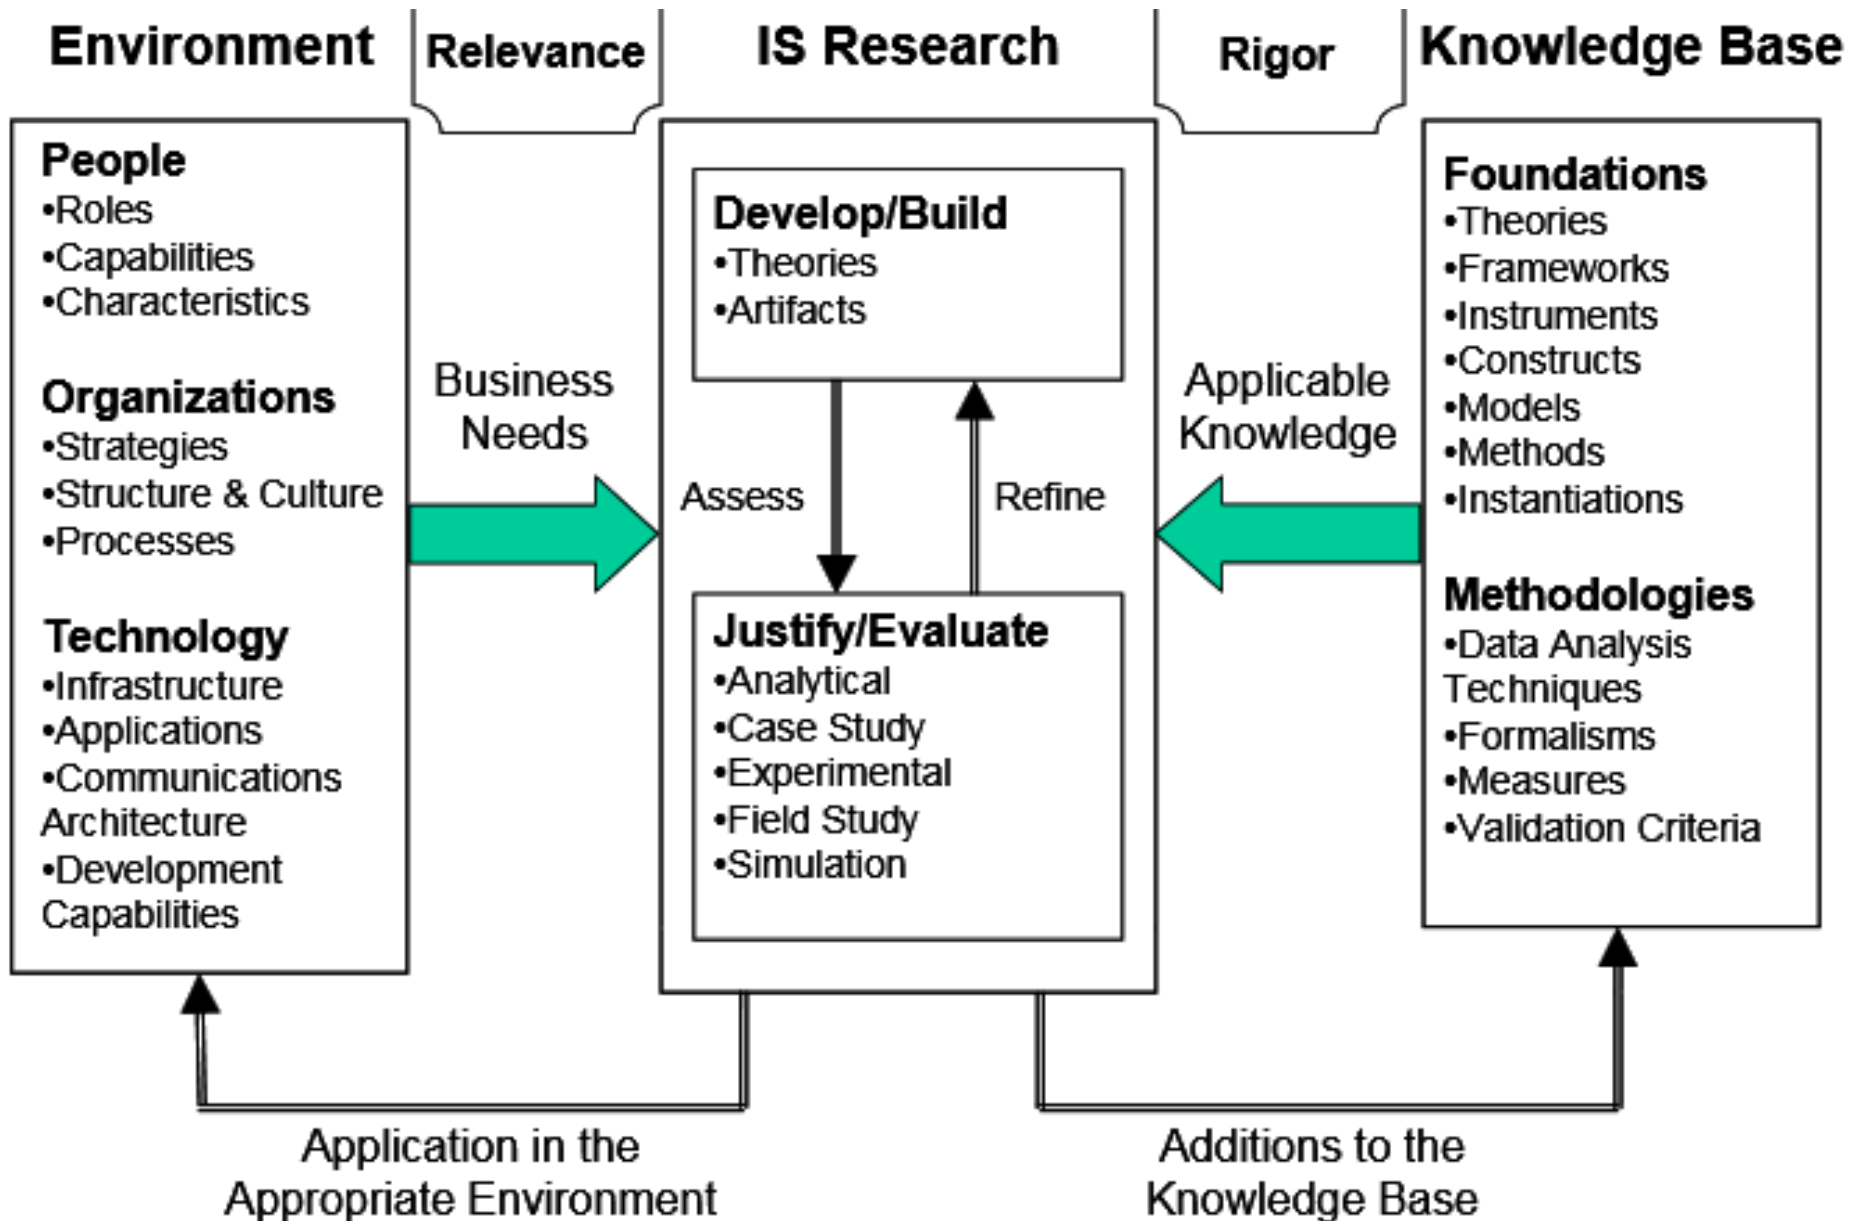 Environment
Relevance
IS Research
Rigor
Knowledge Base
People
•Roles
•Capabilities
•Characteristics
Organizations
•Strategies
•Structure & Culture
•Processes
Technology
•Infrastructure
•Applications
•Communications
Architecture
•Development
Capabilities
Business
Needs
Develop/Build
•Theories
•Artifacts
Assess
Refine
Justify/Evaluate
•Analytical
•Case Study
•Experimental
•Field Study
•Simulation
Applicable
Knowledge
Foundations
•Theories
•Frameworks
•Instruments
•Constructs
•Models
•Methods
•Instantiations
Methodologies
•Data Analysis
Techniques
•Formalisms
•Measures
•Validation Criteria
Application in the
Appropriate Environment
Additions to the
Knowledge Base